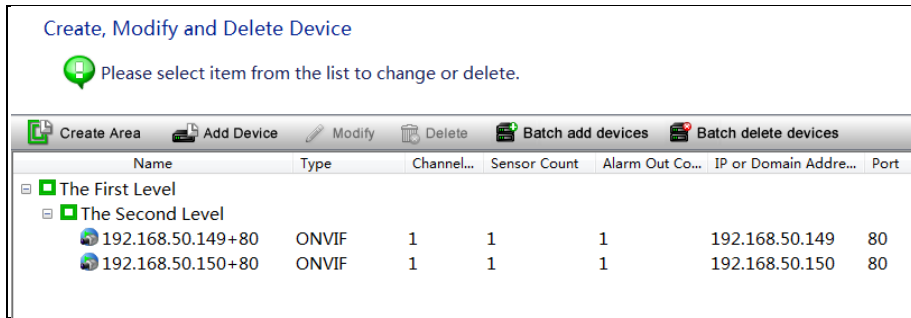 Create, Modify and Delete Device
Please select item from the list to change or delete.
Create Area Add Device Modify Delete Batch add devices Batch delete devices
Name Type Channel... Sensor Count Alarm Out Co... IP or Domain Addre... Port
The First Level
The Second Level
192.168.50.149+80 ONVIF 1 1 1 192.168.50.149 80
192.168.50.150+80 ONVIF 1 1 1 192.168.50.150 80